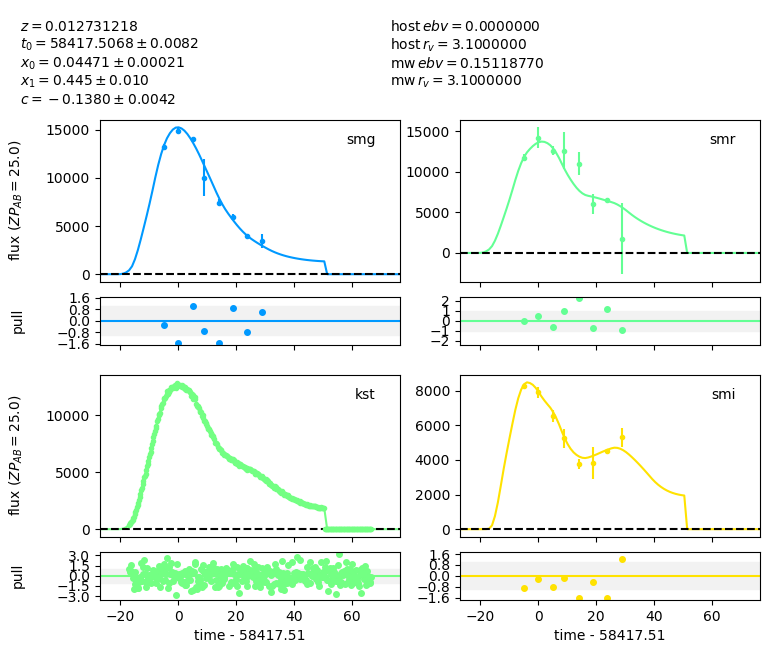 z = 0.012731218
t₀ = 58417.5068 ± 0.0082
x₀ = 0.04471 ± 0.00021
x₁ = 0.445 ± 0.010
c = −0.1380 ± 0.0042
host ebv = 0.0000000
host r_v = 3.1000000
mw ebv = 0.15118770
mw r_v = 3.1000000
flux (ZP_AB = 25.0)
15000
10000
5000
0
smg
15000
10000
5000
0
smr
pull
1.6
0.8
0.0
−0.8
−1.6
2
1
0
−1
−2
flux (ZP_AB = 25.0)
10000
5000
0
kst
8000
6000
4000
2000
0
smi
pull
3.0
1.5
0.0
−1.5
−3.0
−20 0 20 40 60
time - 58417.51
1.6
0.8
0.0
−0.8
−1.6
−20 0 20 40 60
time - 58417.51